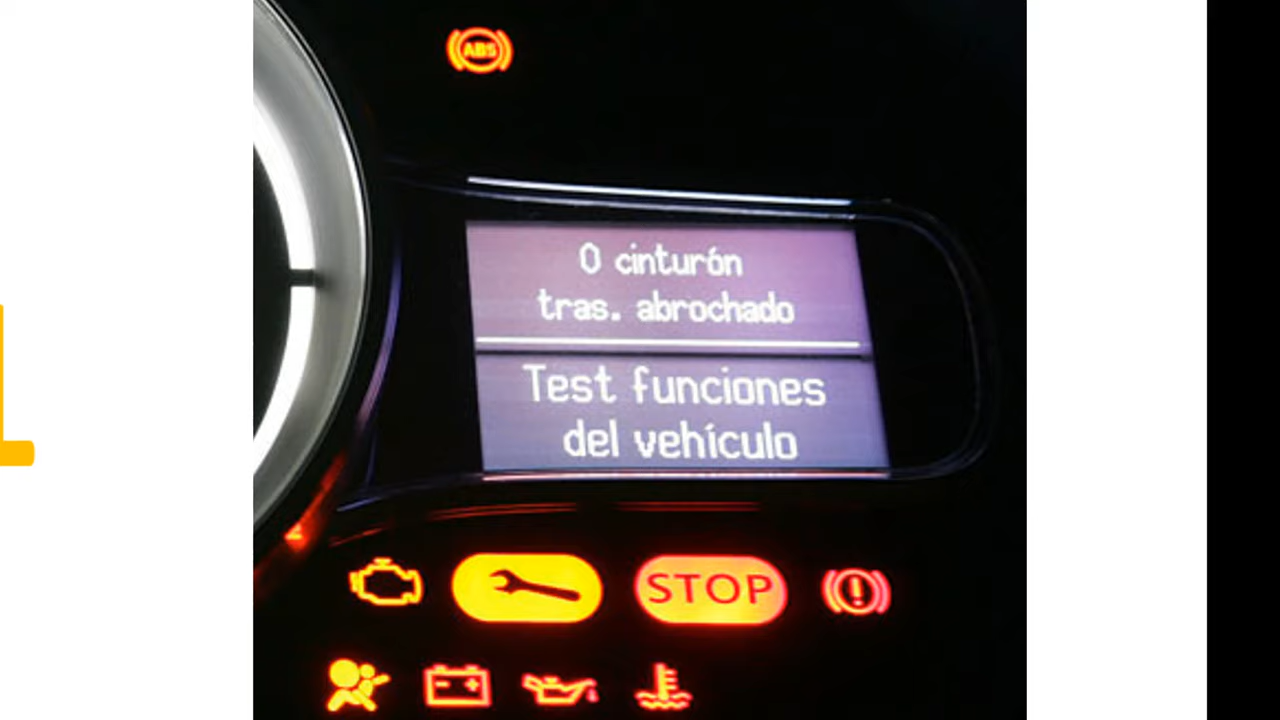 ABS
0 cinturón
tras. abrochado
Test funciones
del vehículo
STOP